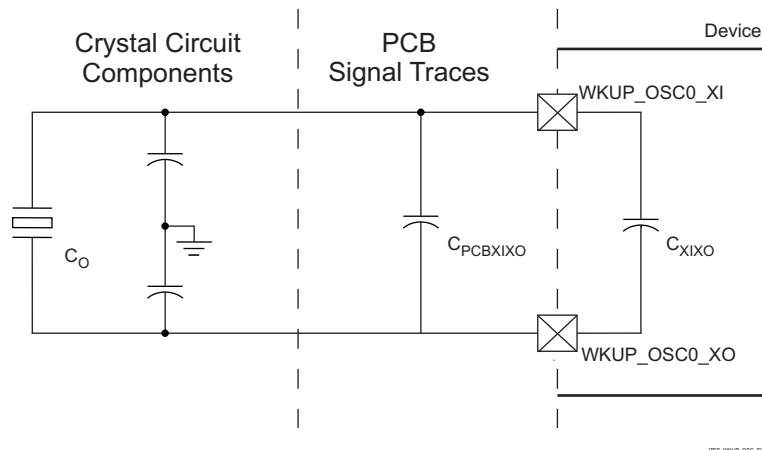 Crystal Circuit
Components
PCB
Signal Traces
Device
WKUP_OSC0_XI
C_O
C_PCBXIXO
C_XIXO
WKUP_OSC0_XO